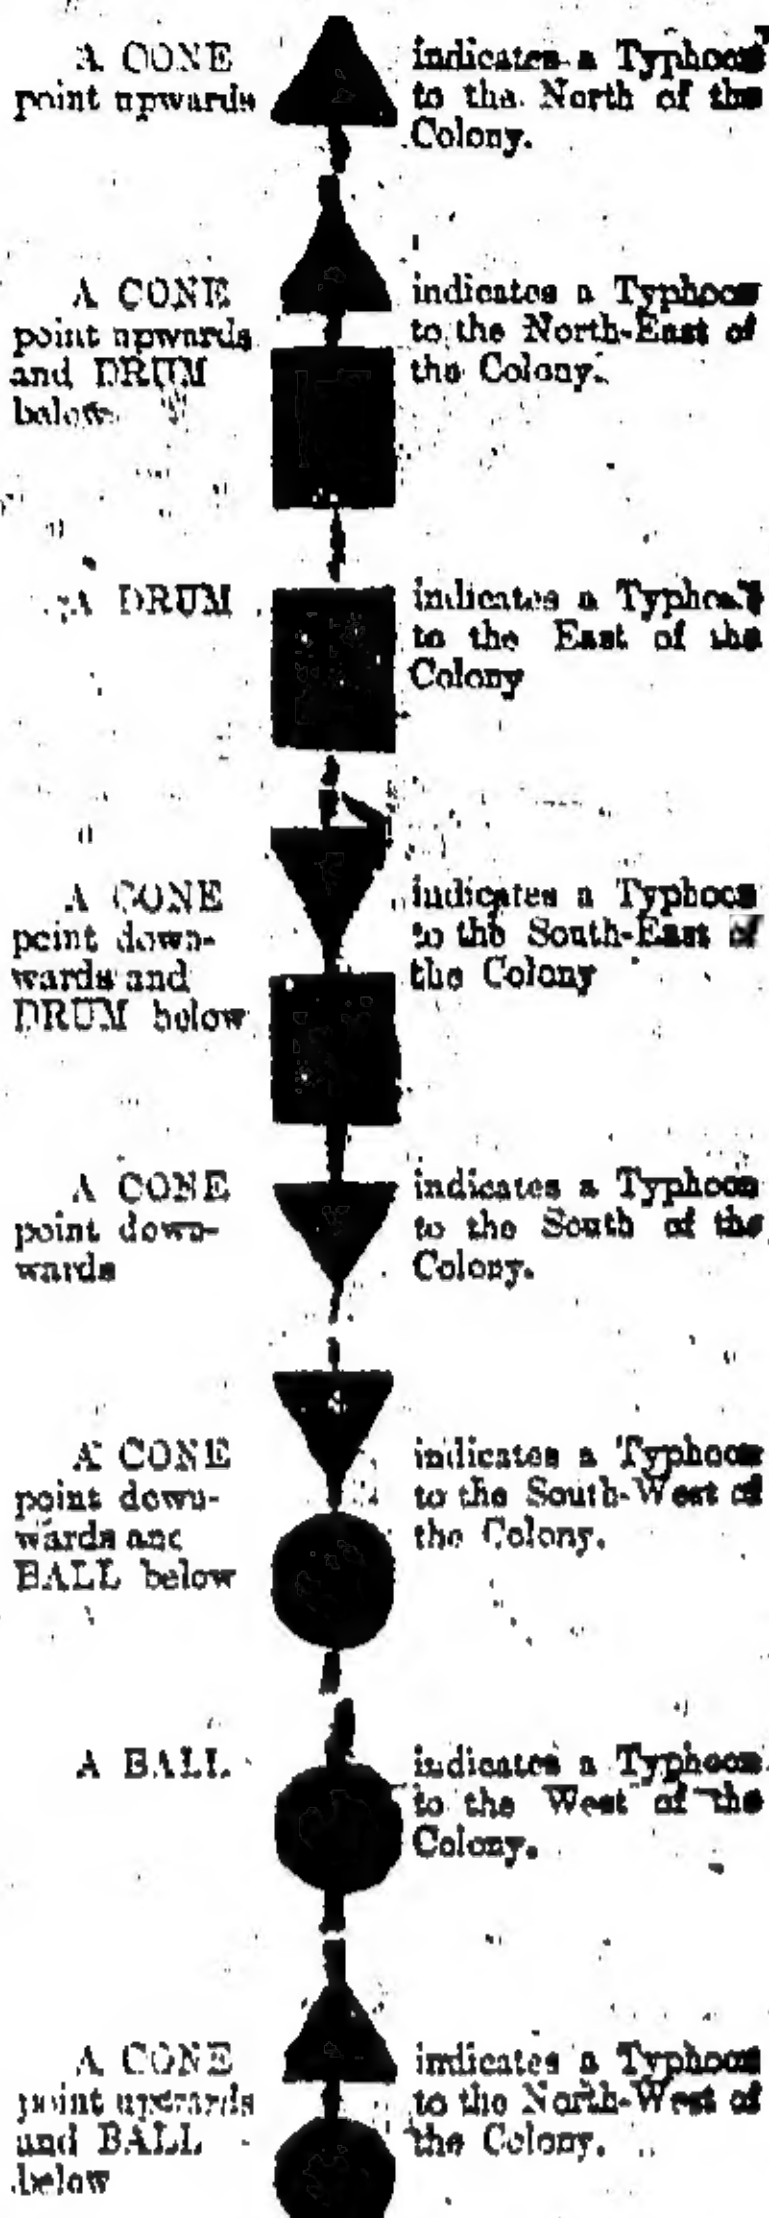 A CONE
point upwards
indicates a Typhoon
to the North of the
Colony.
A CONE
point upwards
and DRUM
below
indicates a Typhoon
to the North-East of
the Colony.
A DRUM
indicates a Typhoon
to the East of the
Colony
A CONE
point down-
wards and
DRUM below
indicates a Typhoon
to the South-East of
the Colony
A CONE
point down-
wards
indicates a Typhoon
to the South of the
Colony.
A CONE
point down-
wards and
BALL below
indicates a Typhoon
to the South-West of
the Colony.
A BALL
indicates a Typhoon
to the West of the
Colony.
A CONE
point upwards
and BALL
below
indicates a Typhoon
to the North-West of
the Colony.